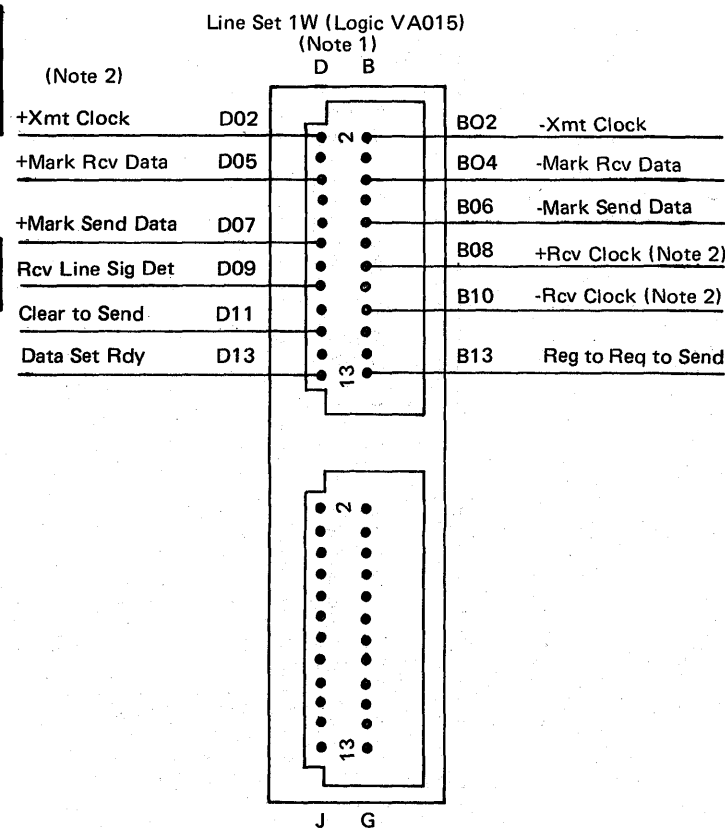 Line Set 1W (Logic VA015)
(Note 1)
(Note 2)
D B
+Xmt Clock D02
BO2 -Xmt Clock
+Mark Rcv Data D05
BO4 -Mark Rcv Data
+Mark Send Data D07
B06 -Mark Send Data
Rcv Line Sig Det D09
B08 +Rcv Clock (Note 2)
Clear to Send D11
B10 -Rcv Clock (Note 2)
Data Set Rdy D13
B13 Reg to Req to Send
2
13
2
13
J G